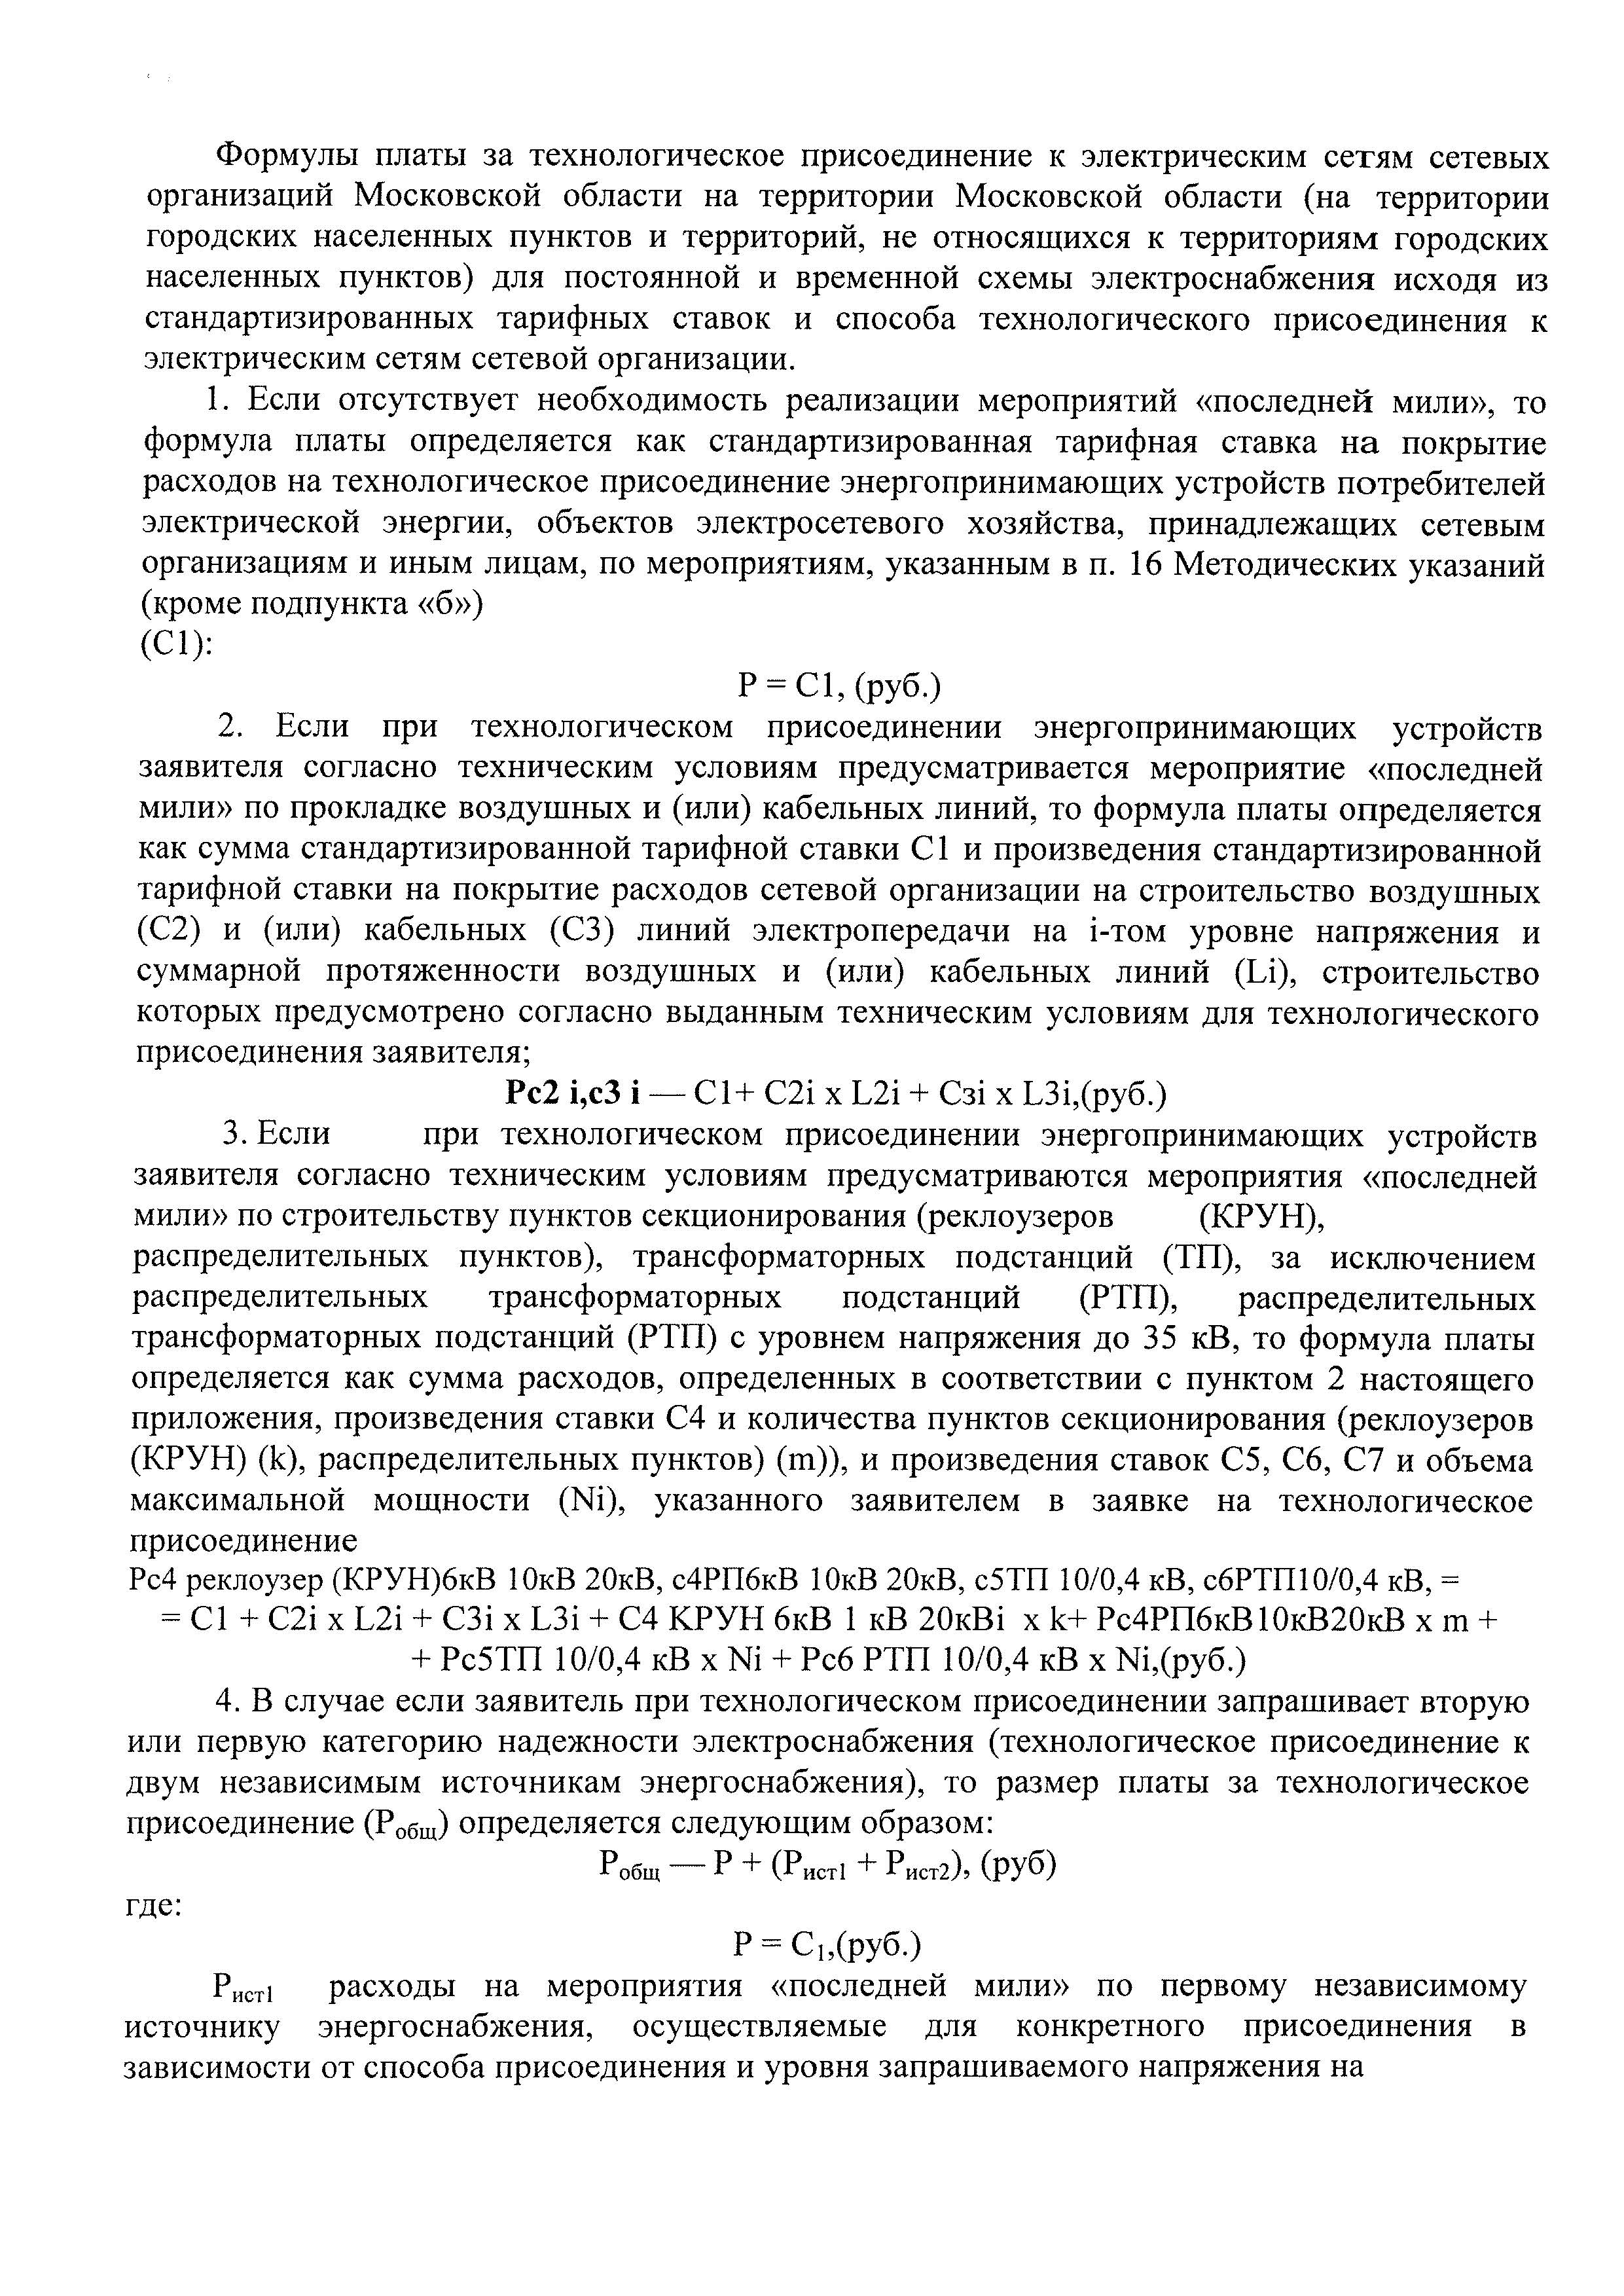 Формулы платы за технологическое присоединение к электрическим сетям сетевых
организаций Московской области на территории Московской области (на территории
городских населенных пунктов и территорий, не относящихся к территориям городских
населенных пунктов) для постоянной и временной схемы электроснабжения исходя из
стандартизированных тарифных ставок и способа технологического присоединения к
электрическим сетям сетевой организации.
1. Если отсутствует необходимость реализации мероприятий «последней мили», то
формула платы определяется как стандартизированная тарифная ставка на покрытие
расходов на технологическое присоединение энергопринимающих устройств потребителей
электрической энергии, объектов электросетевого хозяйства, принадлежащих сетевым
организациям и иным лицам, по мероприятиям, указанным в п. 16 Методических указаний
(кроме подпункта «б»)
(С1):
Р = С1, (руб.)
2. Если при технологическом присоединении энергопринимающих устройств
заявителя согласно техническим условиям предусматривается мероприятие «последней
мили» по прокладке воздушных и (или) кабельных линий, то формула платы определяется
как сумма стандартизированной тарифной ставки С1 и произведения стандартизированной
тарифной ставки на покрытие расходов сетевой организации на строительство воздушных
(С2) и (или) кабельных (С3) линий электропередачи на i-том уровне напряжения и
суммарной протяженности воздушных и (или) кабельных линий (Li), строительство
которых предусмотрено согласно выданным техническим условиям для технологического
присоединения заявителя;
Рс2 i,с3 i — С1+ C2i х L2i + Сзi х L3i,(руб.)
3. Если при технологическом присоединении энергопринимающих устройств
заявителя согласно техническим условиям предусматриваются мероприятия «последней
мили» по строительству пунктов секционирования (реклоузеров (КРУН),
распределительных пунктов), трансформаторных подстанций (ТП), за исключением
распределительных трансформаторных подстанций (РТП), распределительных
трансформаторных подстанций (РТП) с уровнем напряжения до 35 кВ, то формула платы
определяется как сумма расходов, определенных в соответствии с пунктом 2 настоящего
приложения, произведения ставки С4 и количества пунктов секционирования (реклоузеров
(КРУН) (k), распределительных пунктов) (m)), и произведения ставок С5, С6, С7 и объема
максимальной мощности (Ni), указанного заявителем в заявке на технологическое
присоединение
Рс4 реклоузер (КРУН)6кВ 10кВ 20кВ, с4РП6кВ 10кВ 20кВ, с5ТП 10/0,4 кВ, с6РТП10/0,4 кВ, =
= С1 + C2i х L2i + C3i х L3i + С4 КРУН 6кВ 1 кВ 20кВi х k+ Рс4РП6кВ10кВ20кВ х m +
+ Рс5ТП 10/0,4 кВ х Ni + Рс6 РТП 10/0,4 кВ х Ni,(руб.)
4. В случае если заявитель при технологическом присоединении запрашивает вторую
или первую категорию надежности электроснабжения (технологическое присоединение к
двум независимым источникам энергоснабжения), то размер платы за технологическое
присоединение (Робщ) определяется следующим образом:
Робщ — Р + (Рист1 + Рист2), (руб)
где:
Р = С1,(руб.)
Рист1 расходы на мероприятия «последней мили» по первому независимому
источнику энергоснабжения, осуществляемые для конкретного присоединения в
зависимости от способа присоединения и уровня запрашиваемого напряжения на